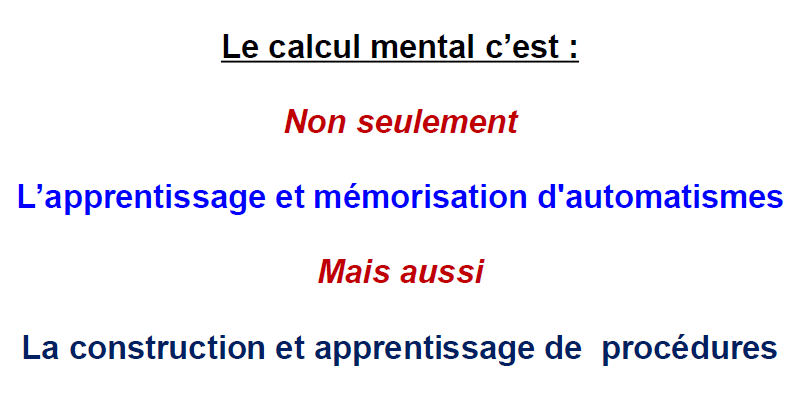 Le calcul mental c’est :
Non seulement
L’apprentissage et mémorisation d'automatismes
Mais aussi
La construction et apprentissage de  procédures